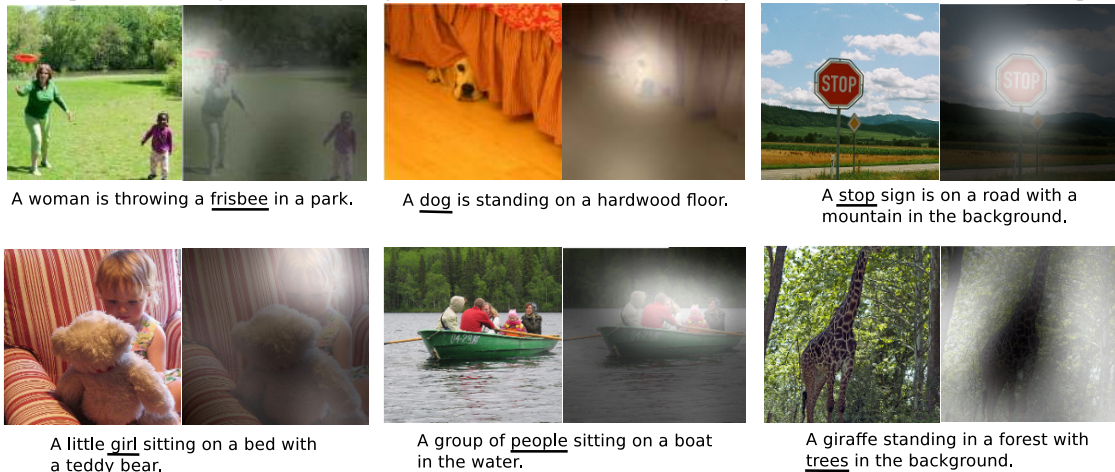 A woman is throwing a frisbee in a park.
A dog is standing on a hardwood floor.
A stop sign is on a road with a
mountain in the background.
STOP
STOP
A little girl sitting on a bed with
a teddy bear.
A group of people sitting on a boat
in the water.
A giraffe standing in a forest with
trees in the background.